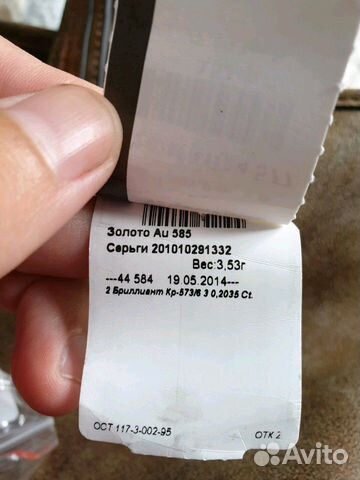 Золото Au 585
Серьги 201010291332
Вес:3,53г
---44 584 19.05.2014---
2 Бриллиант Кр-57З/6 3 0,2035 Ct.
ОСТ 117-3-002-95 ОТК 2
Avito